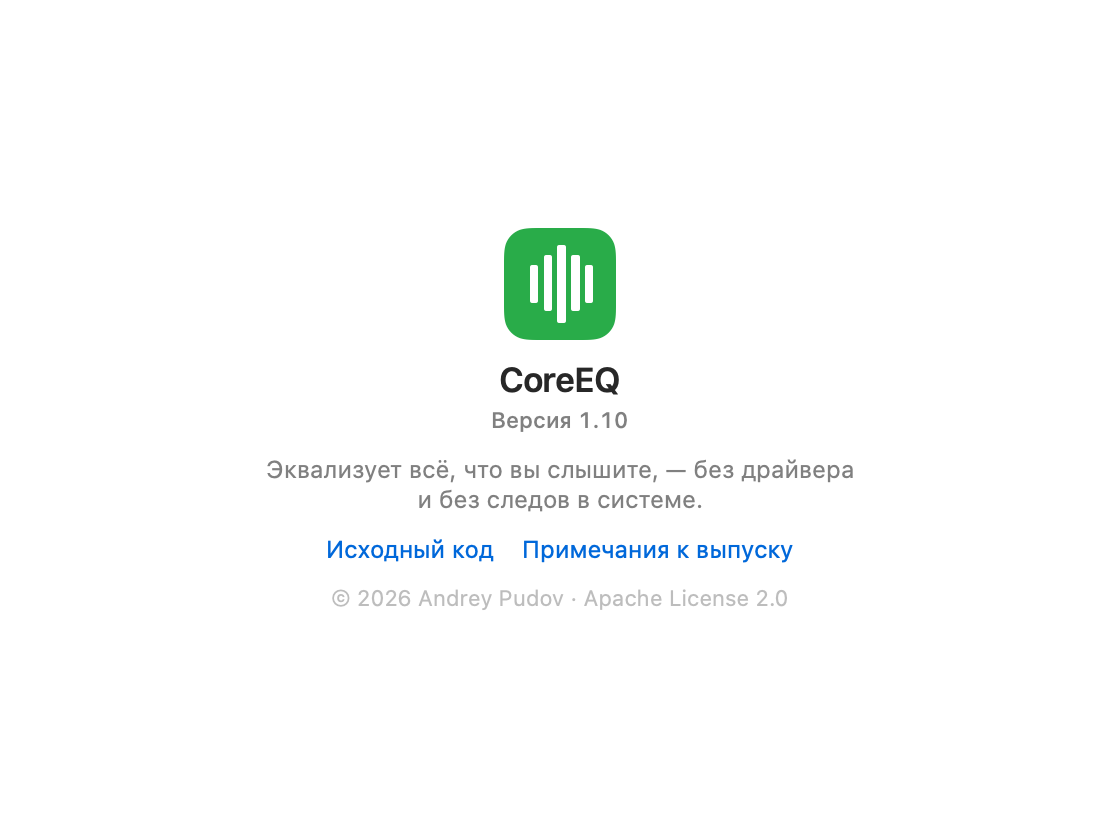 CoreEQ
Версия 1.10
Эквализует всё, что вы слышите, — без драйвера
и без следов в системе.
Исходный код Примечания к выпуску
© 2026 Andrey Pudov · Apache License 2.0